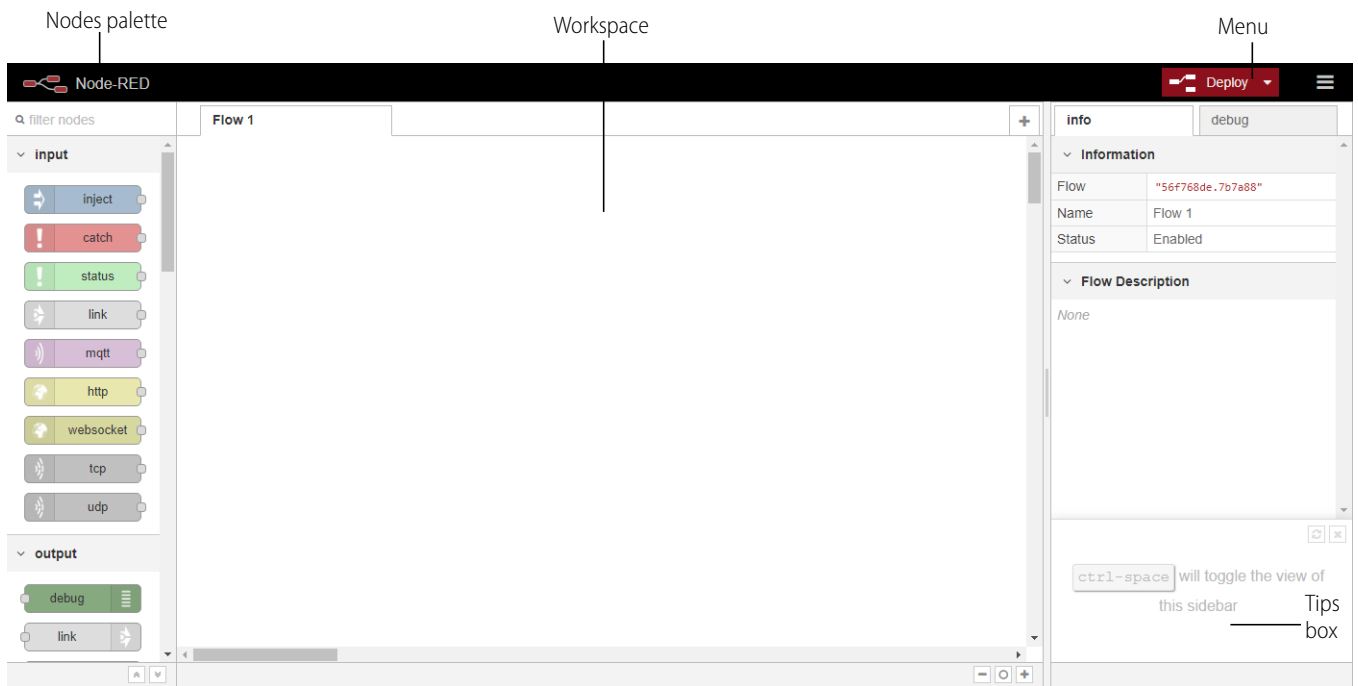 Nodes palette
Workspace
Menu
Node-RED
Deploy
filter nodes
Flow 1
info
debug
input
inject
catch
status
link
mqtt
http
websocket
tcp
udp
output
debug
link
Information
Flow "56f768de.7b7a88"
Name Flow 1
Status Enabled
Flow Description
None
ctrl-space will toggle the view of
this sidebar
Tips
box